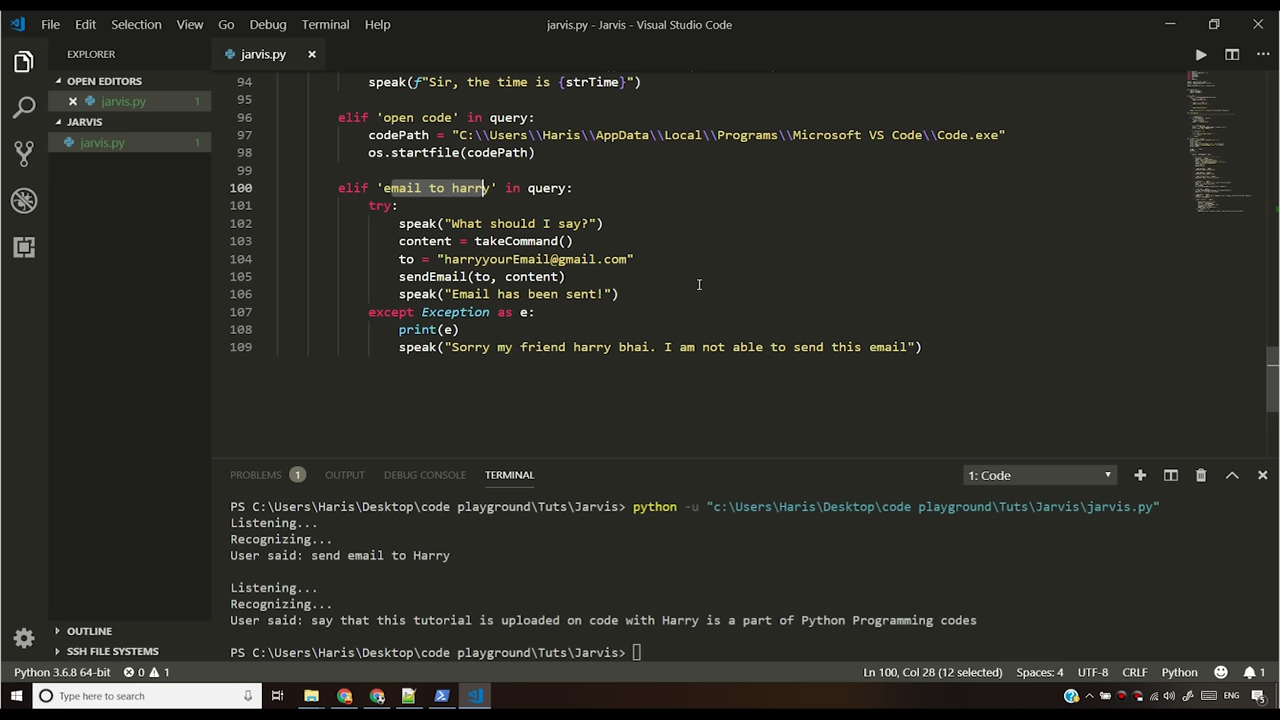 File Edit Selection View Go Debug Terminal Help jarvis.py - Jarvis - Visual Studio Code
EXPLORER
OPEN EDITORS
jarvis.py 1
JARVIS
jarvis.py 1
OUTLINE
SSH FILE SYSTEMS
jarvis.py
94 speak(f"Sir, the time is {strTime}")
95
96 elif 'open code' in query:
97 codePath = "C:\\Users\\Haris\\AppData\\Local\\Programs\\Microsoft VS Code\\Code.exe"
98 os.startfile(codePath)
99
100 elif 'email to harry' in query:
101 try:
102 speak("What should I say?")
103 content = takeCommand()
104 to = "harryyourEmail@gmail.com"
105 sendEmail(to, content)
106 speak("Email has been sent!")
107 except Exception as e:
108 print(e)
109 speak("Sorry my friend harry bhai. I am not able to send this email")
PROBLEMS 1 OUTPUT DEBUG CONSOLE TERMINAL 1: Code
PS C:\Users\Haris\Desktop\code playground\Tuts\Jarvis> python -u "c:\Users\Haris\Desktop\code playground\Tuts\Jarvis\jarvis.py"
Listening...
Recognizing...
User said: send email to Harry
Listening...
Recognizing...
User said: say that this tutorial is uploaded on code with Harry is a part of Python Programming codes
PS C:\Users\Haris\Desktop\code playground\Tuts\Jarvis>
Python 3.6.8 64-bit 0 1 Ln 100, Col 28 (12 selected) Spaces: 4 UTF-8 CRLF Python 1
Type here to search ENG 5